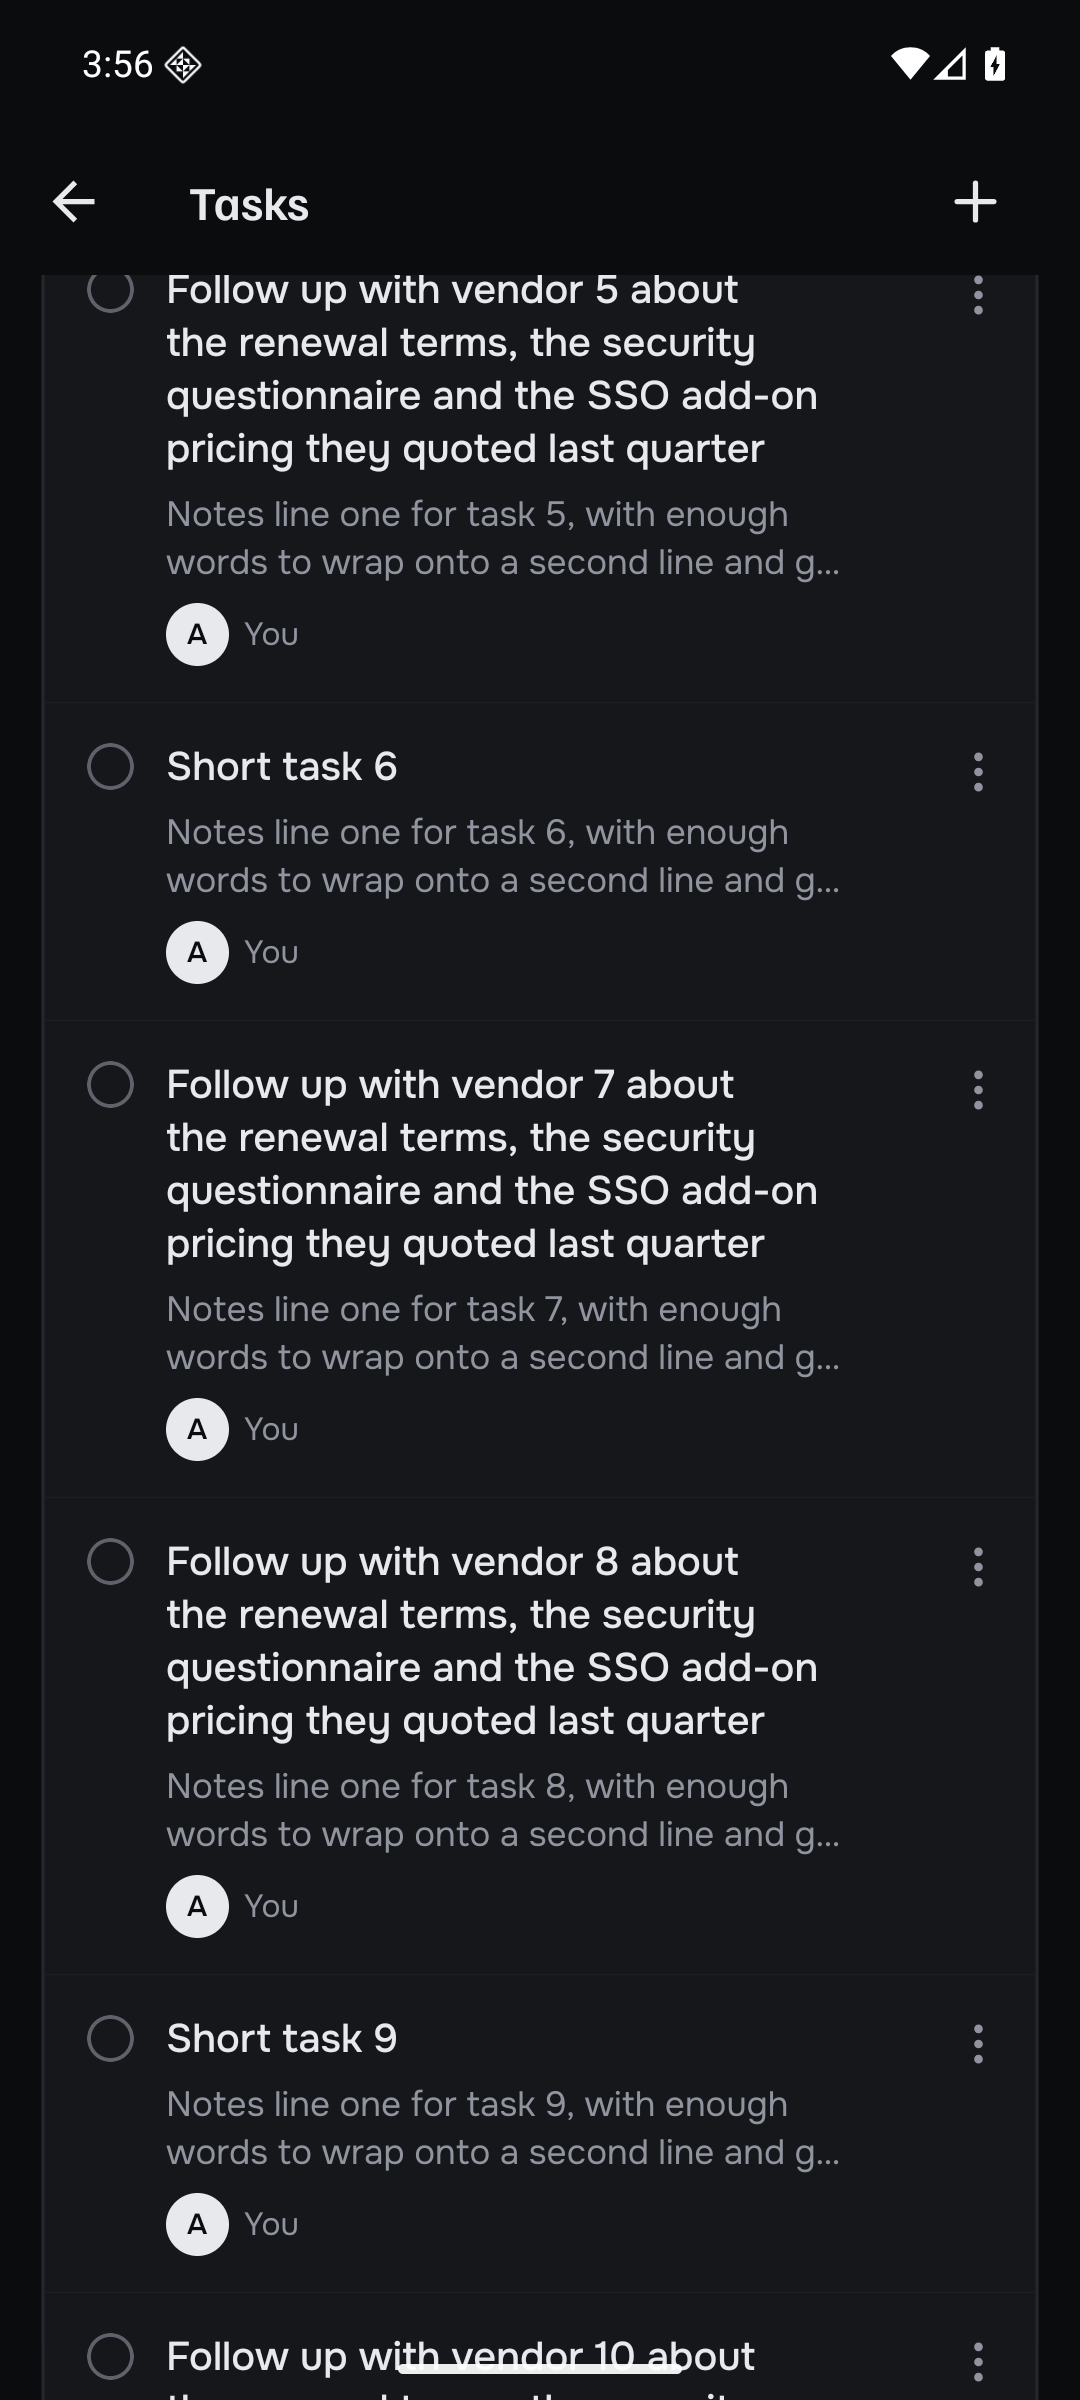 3:56
Tasks
Follow up with vendor 5 about
the renewal terms, the security
questionnaire and the SSO add-on
pricing they quoted last quarter
Notes line one for task 5, with enough
words to wrap onto a second line and g...
A You
Short task 6
Notes line one for task 6, with enough
words to wrap onto a second line and g...
A You
Follow up with vendor 7 about
the renewal terms, the security
questionnaire and the SSO add-on
pricing they quoted last quarter
Notes line one for task 7, with enough
words to wrap onto a second line and g...
A You
Follow up with vendor 8 about
the renewal terms, the security
questionnaire and the SSO add-on
pricing they quoted last quarter
Notes line one for task 8, with enough
words to wrap onto a second line and g...
A You
Short task 9
Notes line one for task 9, with enough
words to wrap onto a second line and g...
A You
Follow up with vendor 10 about